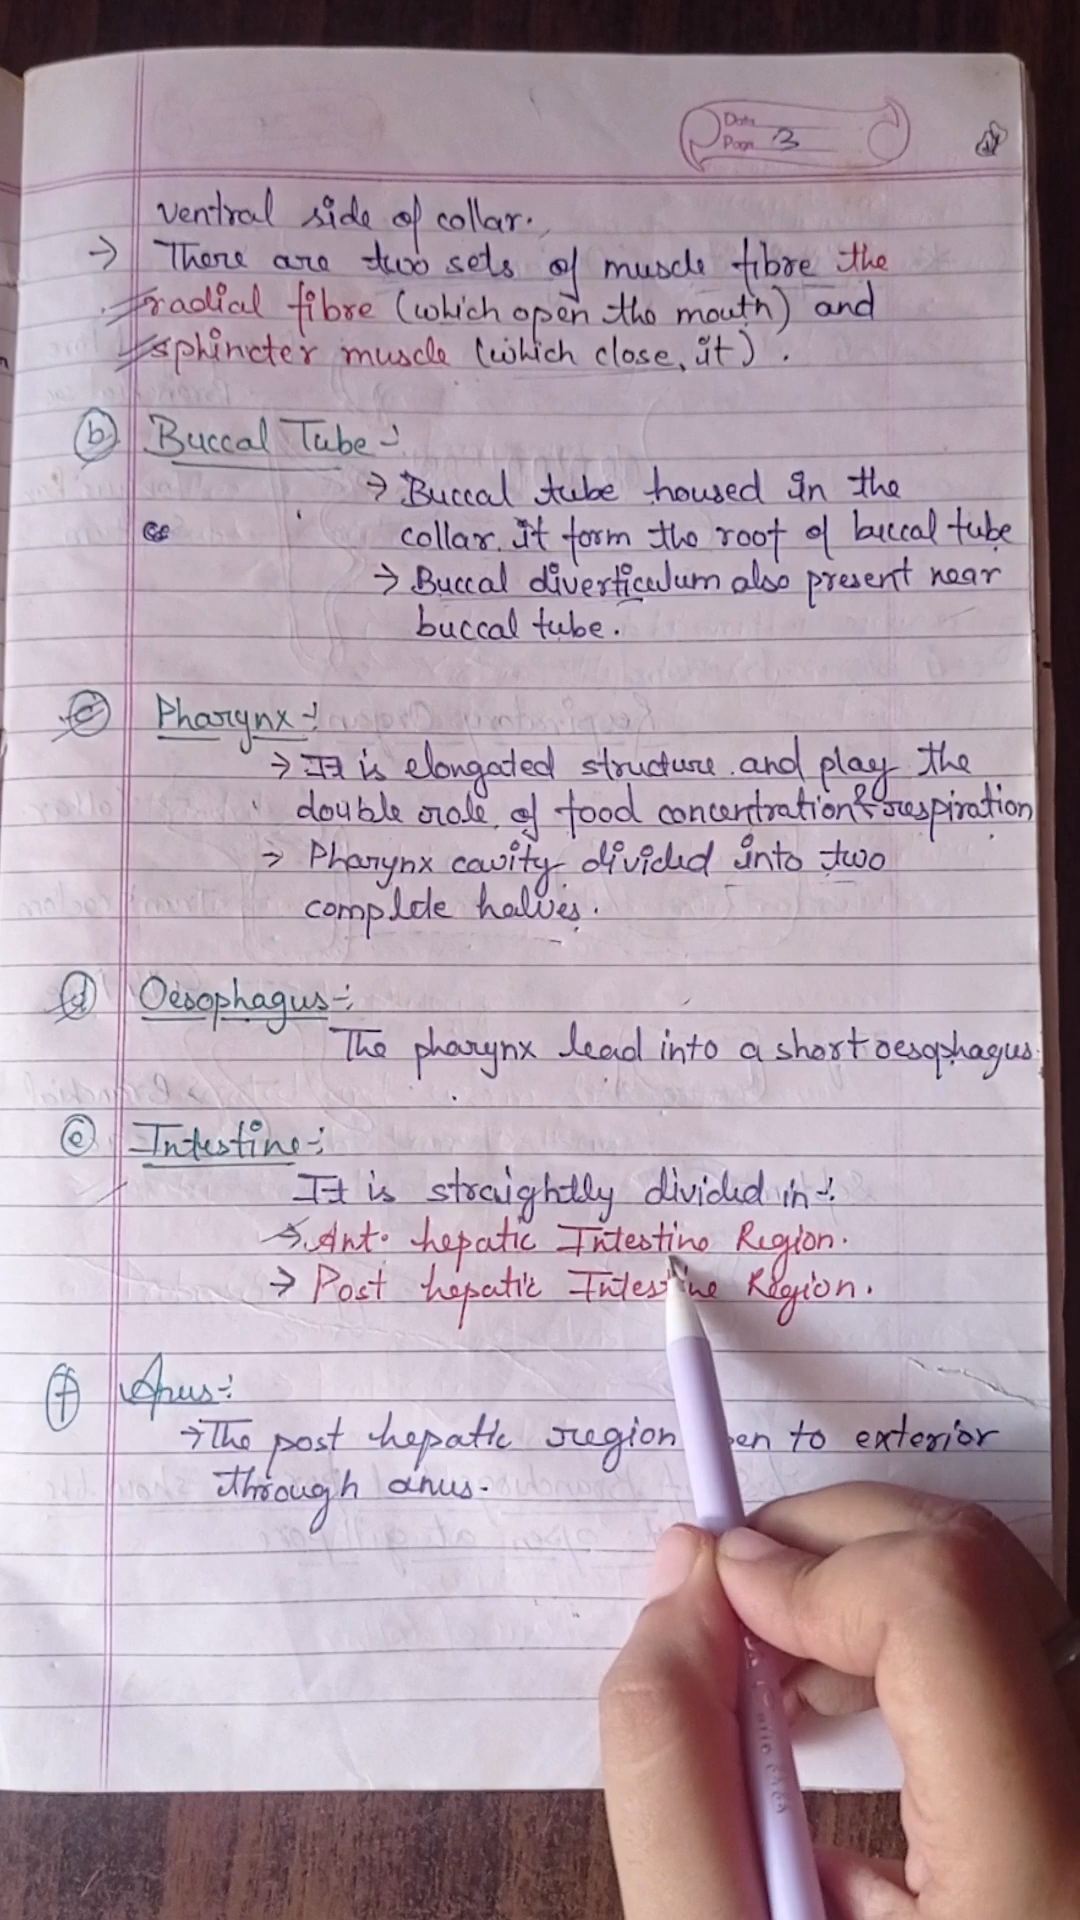 Date
Page 3
ventral side of collar.
→ There are two sets of muscle fibre the
radial fibre (which open the mouth) and
sphincter muscle (which close it).
(b) Buccal Tube :-
→ Buccal tube housed in the
collar. it form the roof of buccal tube
→ Buccal diverticulum also present near
buccal tube.
(c) Pharynx :-
→ It is elongated structure and play the
double role of food concentration & respiration
→ Pharynx cavity divided into two
complde halves.
(d) Oesophagus :-
The pharynx lead into a short oesophagus.
(e) Intestine :-
It is straightly divided in :-
→ Ant. hepatic Intestine Region.
→ Post hepatic Intestine Region.
(f) Anus :-
→ The post hepatic region en to exterior
through anus.